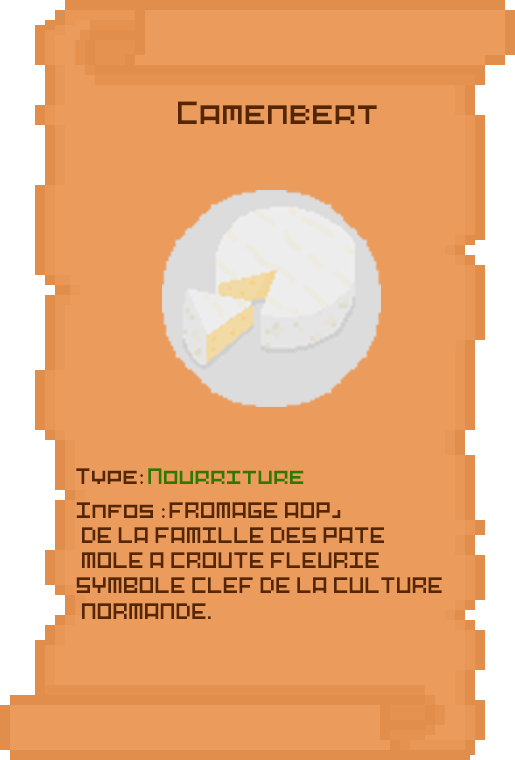 CAMENBERT
TYPE:NOURRITURE
INFOS :FROMAGE AOP,
DE LA FAMILLE DES PATE
MOLE A CROUTE FLEURIE
SYMBOLE CLEF DE LA CULTURE
NORMANDE.